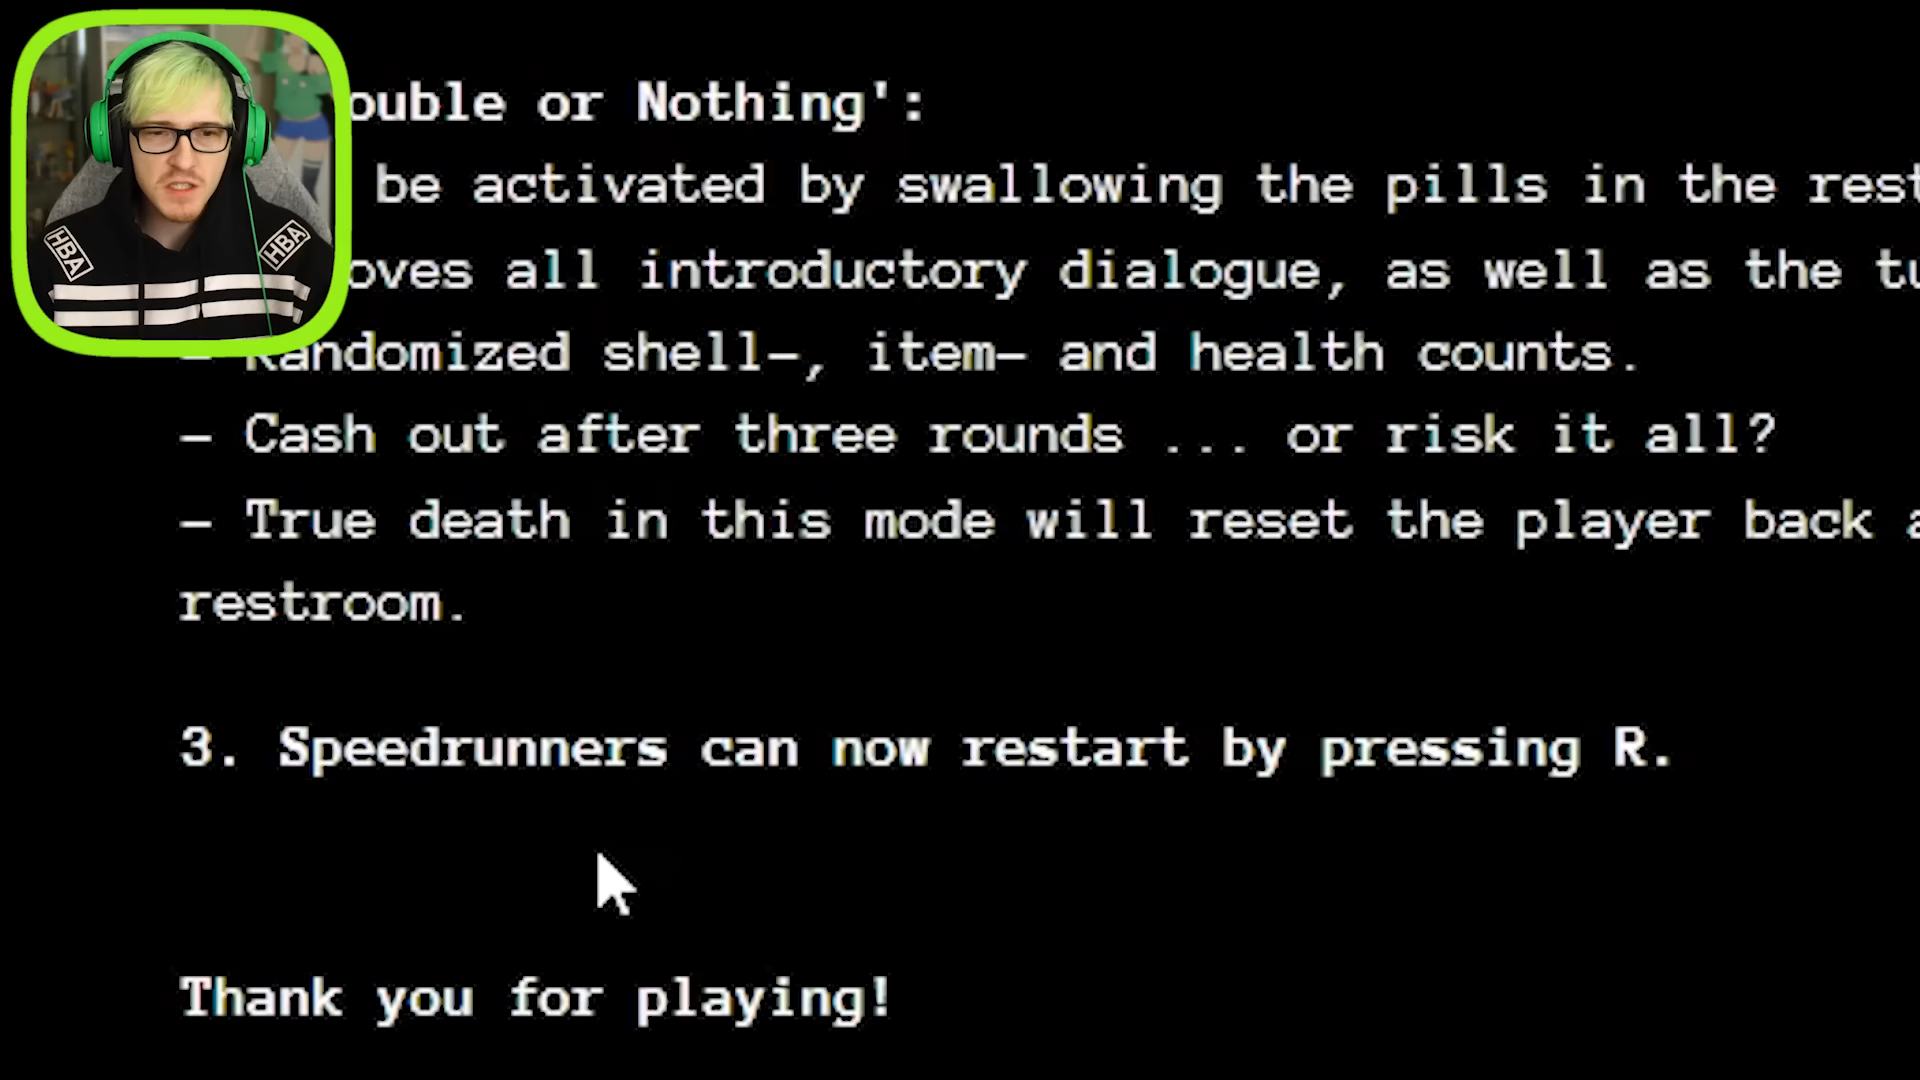 ouble or Nothing':
be activated by swallowing the pills in the rest
oves all introductory dialogue, as well as the tu
- Randomized shell-, item- and health counts.
- Cash out after three rounds ... or risk it all?
- True death in this mode will reset the player back a
restroom.
3. Speedrunners can now restart by pressing R.
Thank you for playing!
HBA
HBA